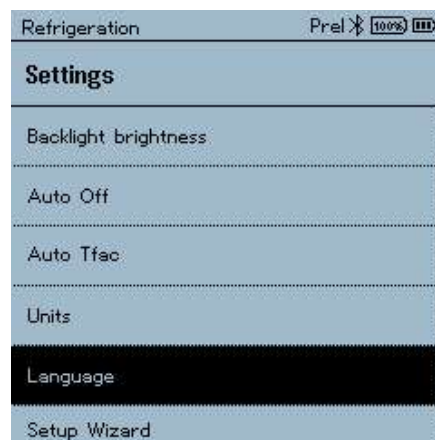 Refrigeration Prel 100%
Settings
Backlight brightness
Auto Off
Auto Tfac
Units
Language
Setup Wizard